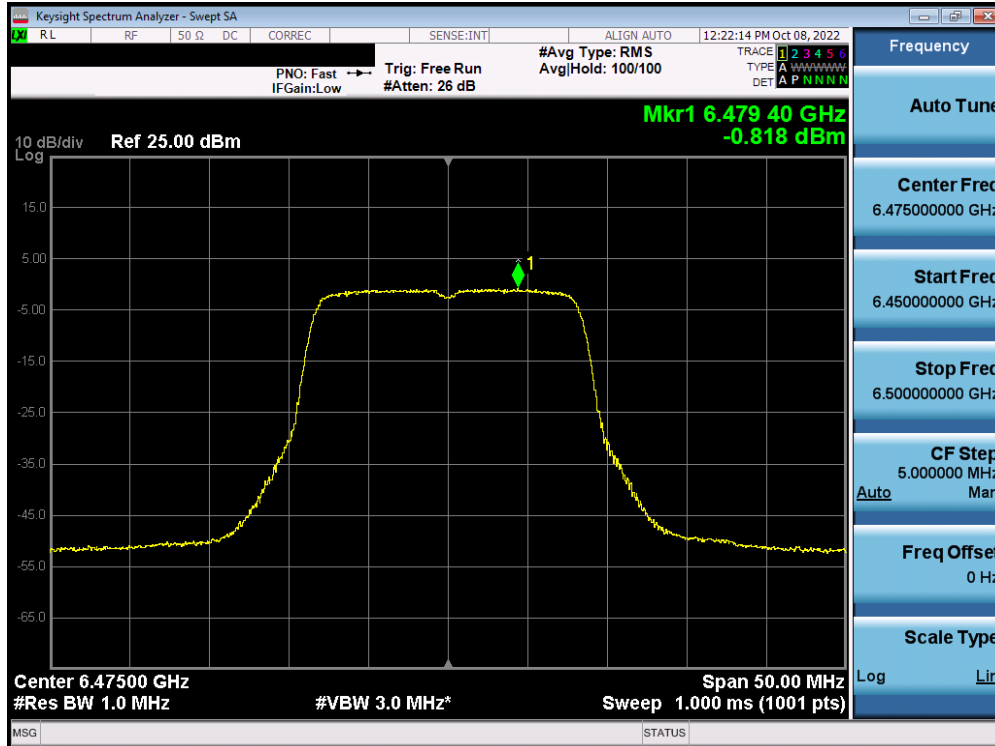 Keysight Spectrum Analyzer - Swept SA
LXI RL RF 50 Ω DC CORREC SENSE:INT ALIGN AUTO 12:22:14 PM Oct 08, 2022
PNO: Fast
IFGain:Low
Trig: Free Run
#Atten: 26 dB
#Avg Type: RMS
Avg|Hold: 100/100
TRACE 1 2 3 4 5 6
TYPE A WWWWW
DET A P N N N N
Mkr1 6.479 40 GHz
-0.818 dBm
10 dB/div Ref 25.00 dBm
Log
15.0
5.00
1
-5.00
-15.0
-25.0
-35.0
-45.0
-55.0
-65.0
Center 6.47500 GHz Span 50.00 MHz
#Res BW 1.0 MHz #VBW 3.0 MHz* Sweep 1.000 ms (1001 pts)
MSG STATUS
Frequency
Auto Tune
Center Freq
6.475000000 GHz
Start Freq
6.450000000 GHz
Stop Freq
6.500000000 GHz
CF Step
5.000000 MHz
Auto Man
Freq Offset
0 Hz
Scale Type
Log Lin